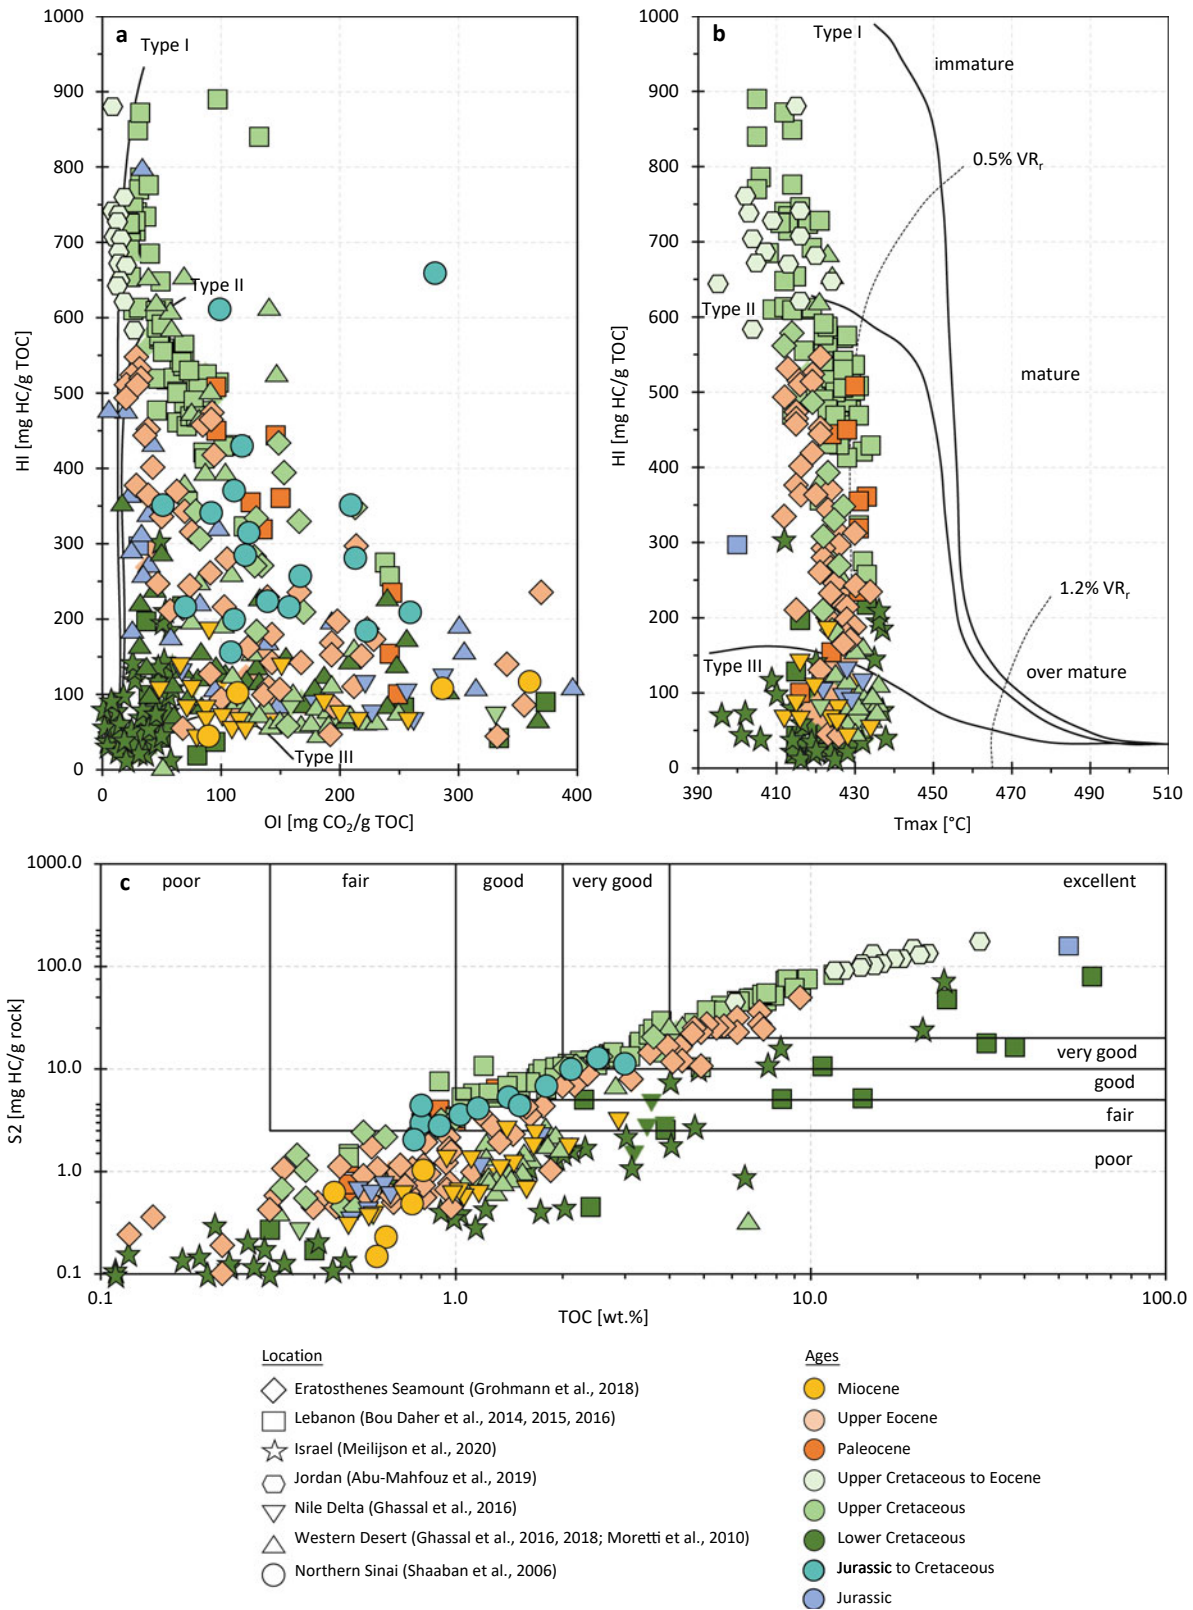 a
Type I
Type II
Type III
HI [mg HC/g TOC]
1000
900
800
700
600
500
400
300
200
100
0
0 100 200 300 400
OI [mg CO₂/g TOC]
b
Type I
immature
0.5% VRr
Type II
mature
1.2% VRr
Type III
over mature
HI [mg HC/g TOC]
1000
900
800
700
600
500
400
300
200
100
0
390 410 430 450 470 490 510
Tmax [°C]
c
poor fair good very good excellent
very good
good
fair
poor
S2 [mg HC/g rock]
1000.0
100.0
10.0
1.0
0.1
0.1 1.0 10.0 100.0
TOC [wt.%]
Location
Eratosthenes Seamount (Grohmann et al., 2018)
Lebanon (Bou Daher et al., 2014, 2015, 2016)
Israel (Meilijson et al., 2020)
Jordan (Abu-Mahfouz et al., 2019)
Nile Delta (Ghassal et al., 2016)
Western Desert (Ghassal et al., 2016, 2018; Moretti et al., 2010)
Northern Sinai (Shaaban et al., 2006)
Ages
Miocene
Upper Eocene
Paleocene
Upper Cretaceous to Eocene
Upper Cretaceous
Lower Cretaceous
Jurassic to Cretaceous
Jurassic